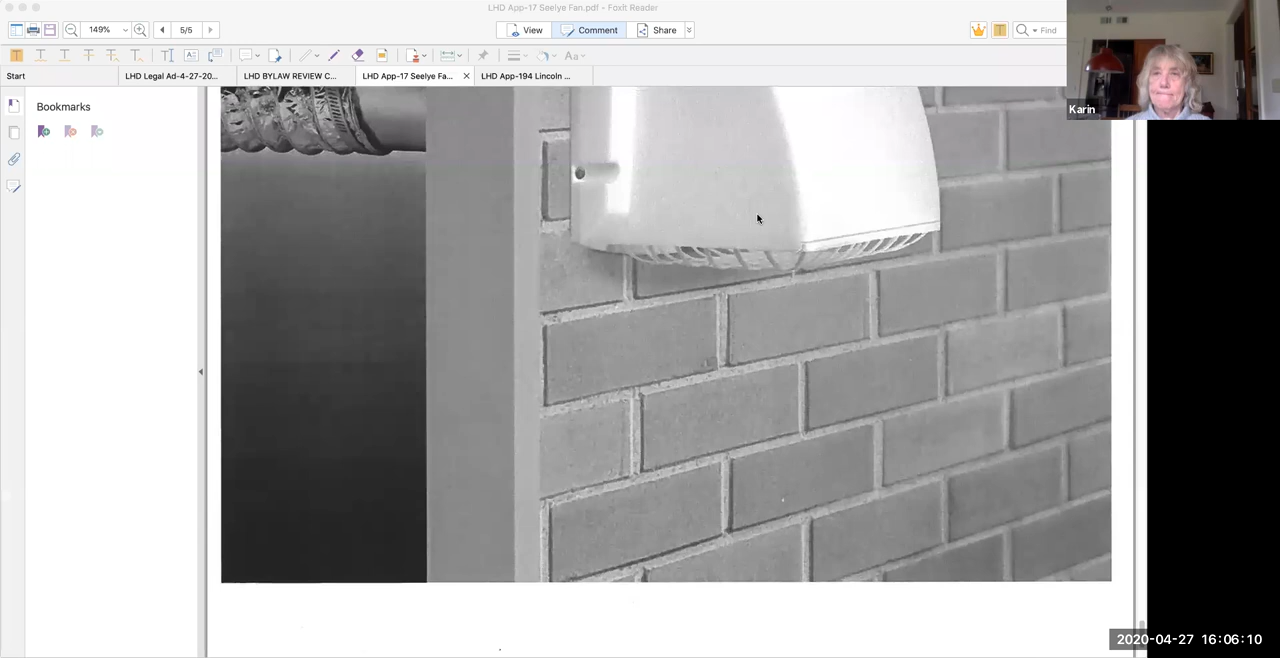 LHD App-17 Seelye Fan.pdf - Foxit Reader
149%
5/5
View
Comment
Share
Find
Start
LHD Legal Ad-4-27-20...
LHD BYLAW REVIEW C...
LHD App-17 Seelye Fa...
LHD App-194 Lincoln ...
Bookmarks
Karin
2020-04-27 16:06:10